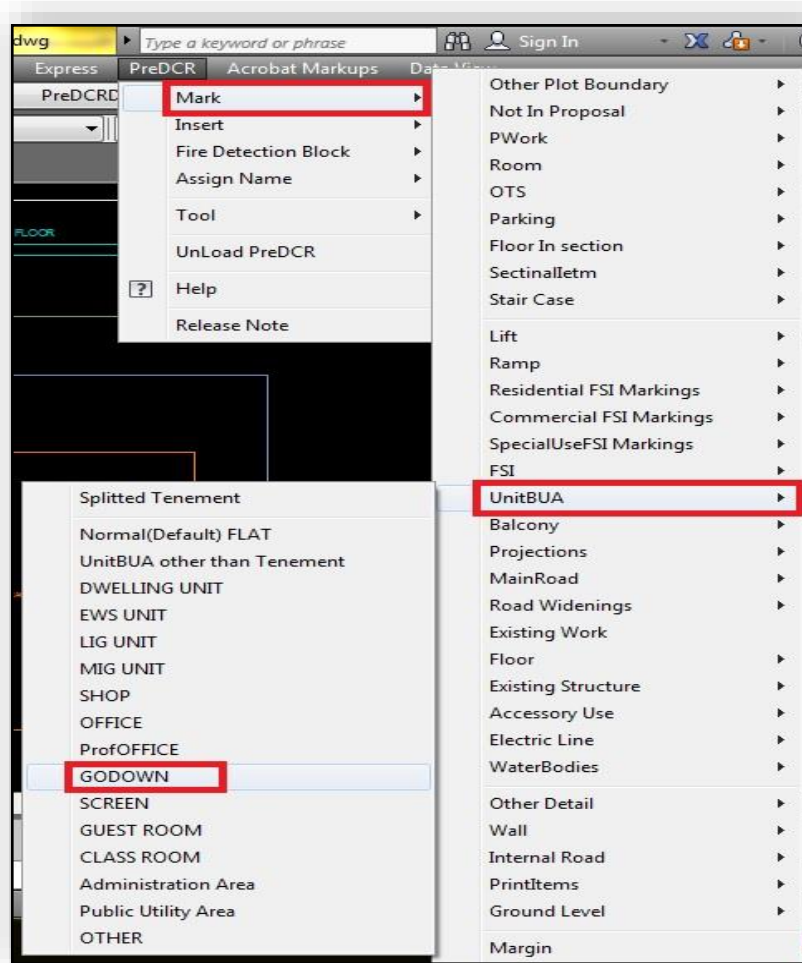 dwg
Type a keyword or phrase
Sign In
Express PreDCR Acrobat Markups
PreDCRD
Mark
Insert
Fire Detection Block
Assign Name
Tool
UnLoad PreDCR
? Help
Release Note
FLOOR
Other Plot Boundary
Not In Proposal
PWork
Room
OTS
Parking
Floor In section
SectinalIetm
Stair Case
Lift
Ramp
Residential FSI Markings
Commercial FSI Markings
SpecialUseFSI Markings
FSI
UnitBUA
Balcony
Projections
MainRoad
Road Widenings
Existing Work
Floor
Existing Structure
Accessory Use
Electric Line
WaterBodies
Other Detail
Wall
Internal Road
PrintItems
Ground Level
Margin
Splitted Tenement
Normal(Default) FLAT
UnitBUA other than Tenement
DWELLING UNIT
EWS UNIT
LIG UNIT
MIG UNIT
SHOP
OFFICE
ProfOFFICE
GODOWN
SCREEN
GUEST ROOM
CLASS ROOM
Administration Area
Public Utility Area
OTHER